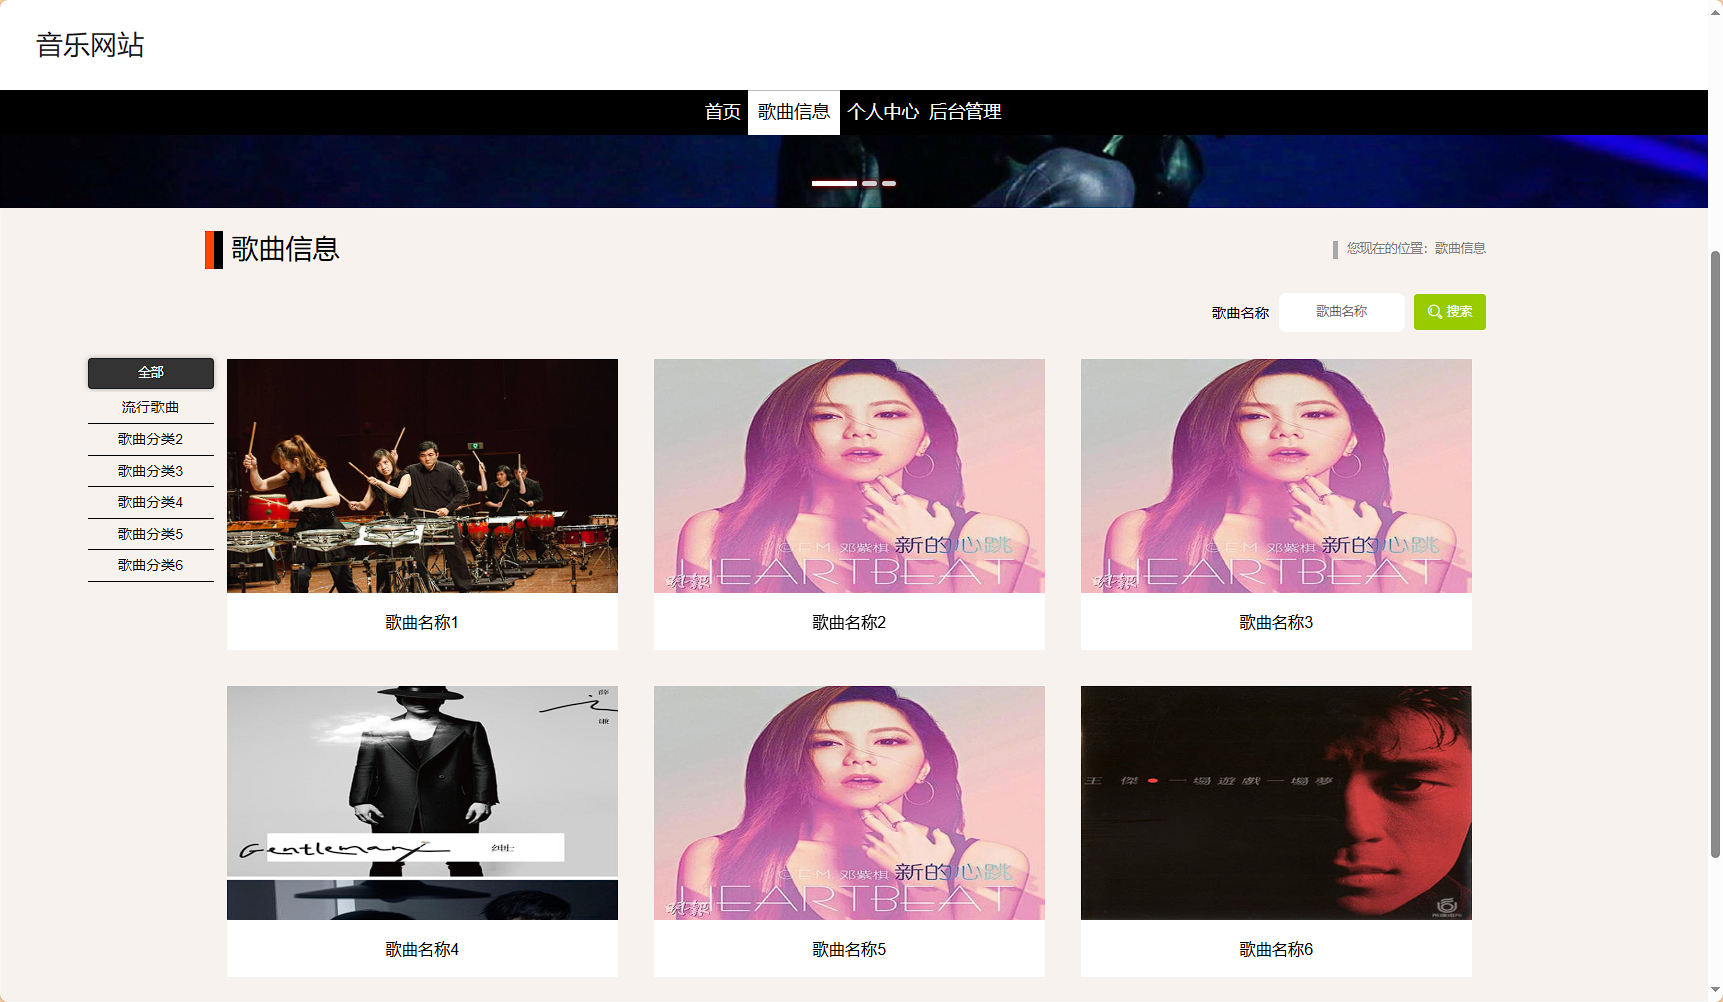 音乐网站
首页 歌曲信息 个人中心 后台管理
歌曲信息
您现在的位置：歌曲信息
歌曲名称 歌曲名称 搜索
全部
流行歌曲
歌曲分类2
歌曲分类3
歌曲分类4
歌曲分类5
歌曲分类6
G.E.M. 邓紫棋 新的心跳
HEARTBEAT
G.E.M. 邓紫棋 新的心跳
HEARTBEAT
歌曲名称1
歌曲名称2
歌曲名称3
Gentleman 绅士
G.E.M. 邓紫棋 新的心跳
HEARTBEAT
王傑•一場遊戲一場夢
歌曲名称4
歌曲名称5
歌曲名称6